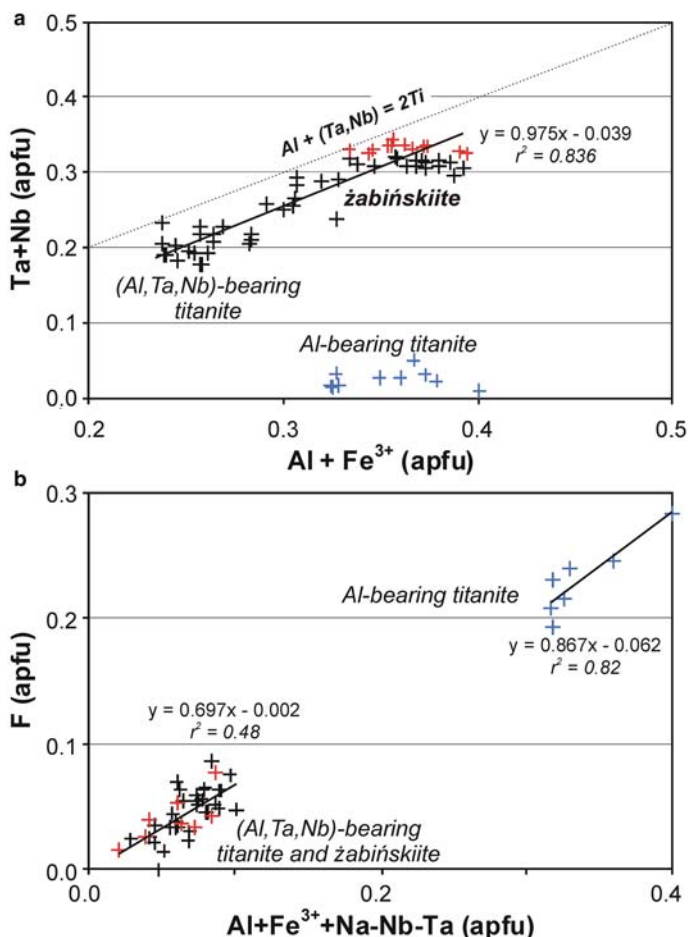 a
0.5
0.4
0.3
0.2
0.1
0.0
Ta+Nb (apfu)
Al + (Ta,Nb) = 2Ti
y = 0.975x - 0.039
r² = 0.836
żabińskiite
(Al,Ta,Nb)-bearing
titanite
Al-bearing titanite
0.2
0.3
0.4
0.5
Al + Fe³⁺ (apfu)
b
0.3
0.2
0.1
0.0
F (apfu)
Al-bearing titanite
y = 0.867x - 0.062
r² = 0.82
y = 0.697x - 0.002
r² = 0.48
(Al,Ta,Nb)-bearing
titanite and żabińskiite
0.0
0.2
0.4
Al+Fe³⁺+Na-Nb-Ta (apfu)